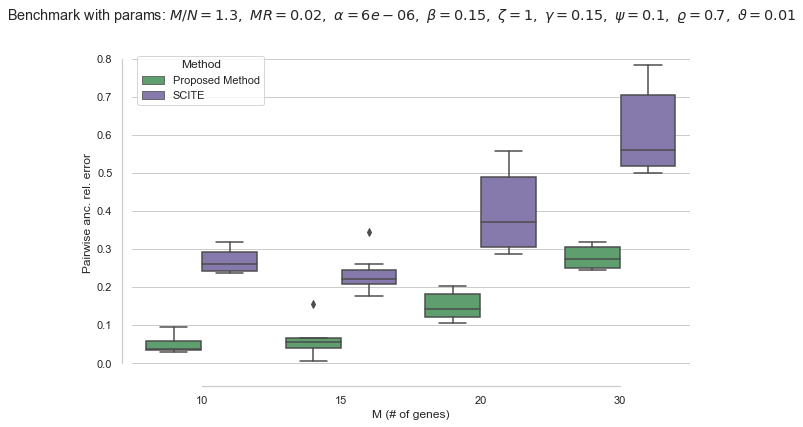 Benchmark with params: M/N = 1.3, MR = 0.02, α = 6e − 06, β = 0.15, ζ = 1, γ = 0.15, ψ = 0.1, ϱ = 0.7, ϑ = 0.01
Method
Proposed Method
SCITE
Pairwise anc. rel. error
0.8
0.7
0.6
0.5
0.4
0.3
0.2
0.1
0.0
10 15 20 30
M (# of genes)